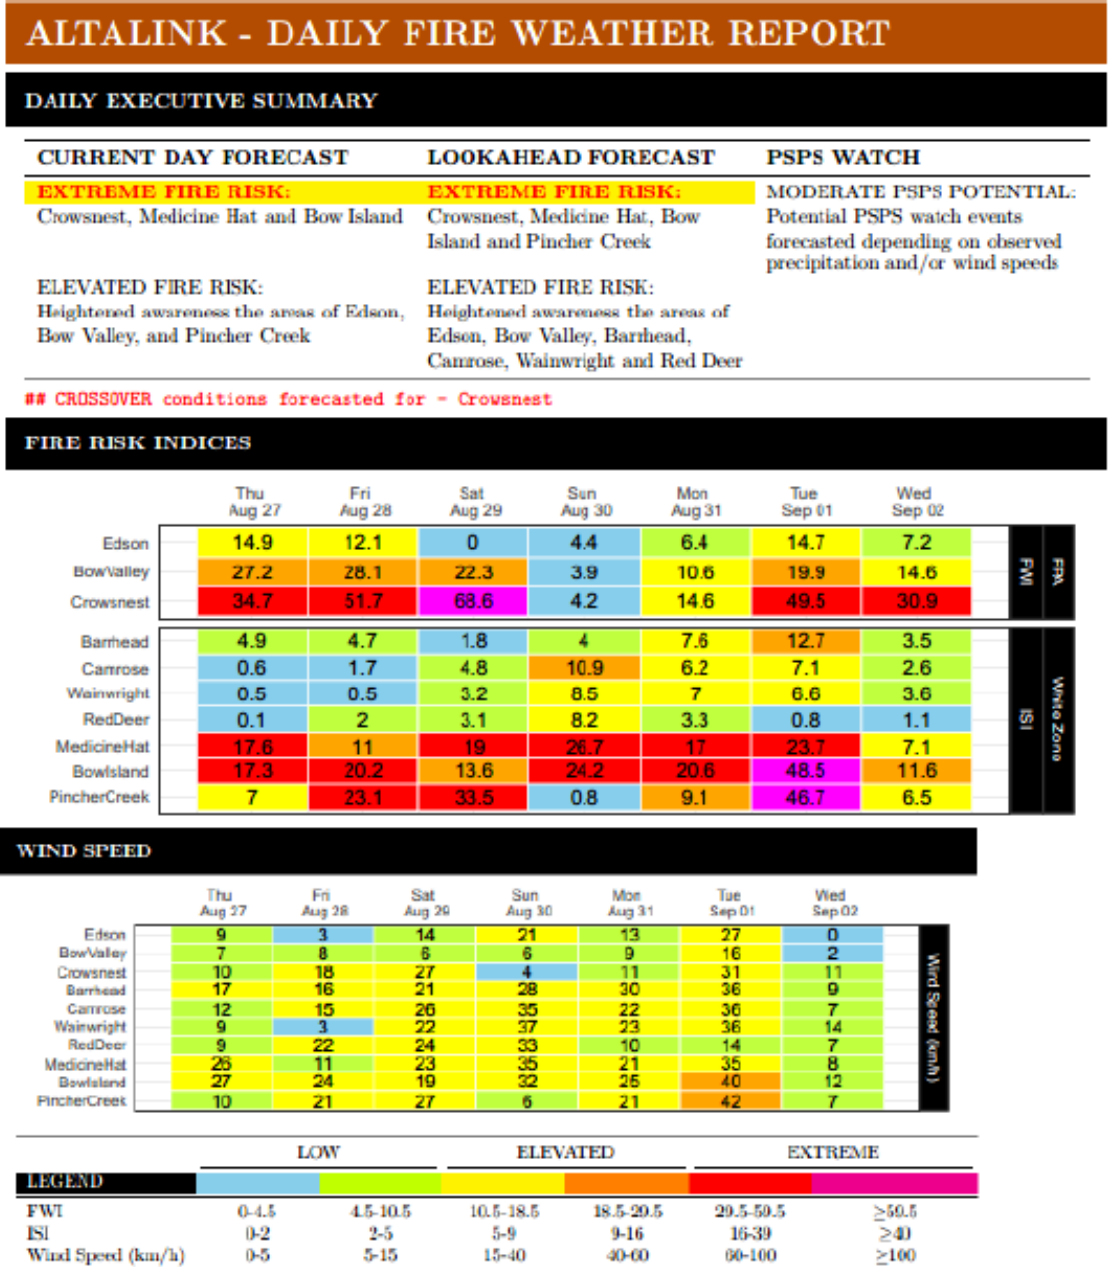 ALTALINK - DAILY FIRE WEATHER REPORT
DAILY EXECUTIVE SUMMARY
CURRENT DAY FORECAST LOOKAHEAD FORECAST PSPS WATCH
EXTREME FIRE RISK: EXTREME FIRE RISK: MODERATE PSPS POTENTIAL:
Crowsnest, Medicine Hat and Bow Island Crowsnest, Medicine Hat, Bow Potential PSPS watch events
Island and Pincher Creek forecasted depending on observed
precipitation and/or wind speeds
ELEVATED FIRE RISK: ELEVATED FIRE RISK:
Heightened awareness the areas of Edson, Heightened awareness the areas of
Bow Valley, and Pincher Creek Edson, Bow Valley, Barrhead,
Camrose, Wainwright and Red Deer
## CROSSOVER conditions forecasted for - Crowsnest
FIRE RISK INDICES
Thu Fri Sat Sun Mon Tue Wed
Aug 27 Aug 28 Aug 29 Aug 30 Aug 31 Sep 01 Sep 02
Edson 14.9 12.1 0 4.4 6.4 14.7 7.2
BowValley 27.2 28.1 22.3 3.9 10.6 19.9 14.6
Crowsnest 34.7 51.7 68.6 4.2 14.6 49.5 30.9
FWI
FPA
Barrhead 4.9 4.7 1.8 4 7.6 12.7 3.5
Camrose 0.6 1.7 4.8 10.9 6.2 7.1 2.6
Wainwright 0.5 0.5 3.2 8.5 7 6.6 3.6
RedDeer 0.1 2 3.1 8.2 3.3 0.8 1.1
MedicineHat 17.6 11 19 26.7 17 23.7 7.1
BowIsland 17.3 20.2 13.6 24.2 20.6 48.5 11.6
PincherCreek 7 23.1 33.5 0.8 9.1 46.7 6.5
ISI
White Zone
WIND SPEED
Thu Fri Sat Sun Mon Tue Wed
Aug 27 Aug 28 Aug 29 Aug 30 Aug 31 Sep 01 Sep 02
Edson 9 3 14 21 13 27 0
BowValley 7 8 6 6 9 16 2
Crowsnest 10 18 27 4 11 31 11
Barrhead 17 16 21 28 30 36 9
Camrose 12 15 26 35 22 36 7
Wainwright 9 3 22 37 23 36 14
RedDeer 9 22 24 33 10 14 7
MedicineHat 26 11 23 35 21 35 8
BowIsland 27 24 19 32 25 40 12
PincherCreek 10 21 27 6 21 42 7
Wind Speed (km/h)
LOW ELEVATED EXTREME
LEGEND
FWI 0-4.5 4.5-10.5 10.5-18.5 18.5-29.5 29.5-59.5 ≥59.5
ISI 0-2 2-5 5-9 9-16 16-39 ≥40
Wind Speed (km/h) 0-5 5-15 15-40 40-60 60-100 ≥100